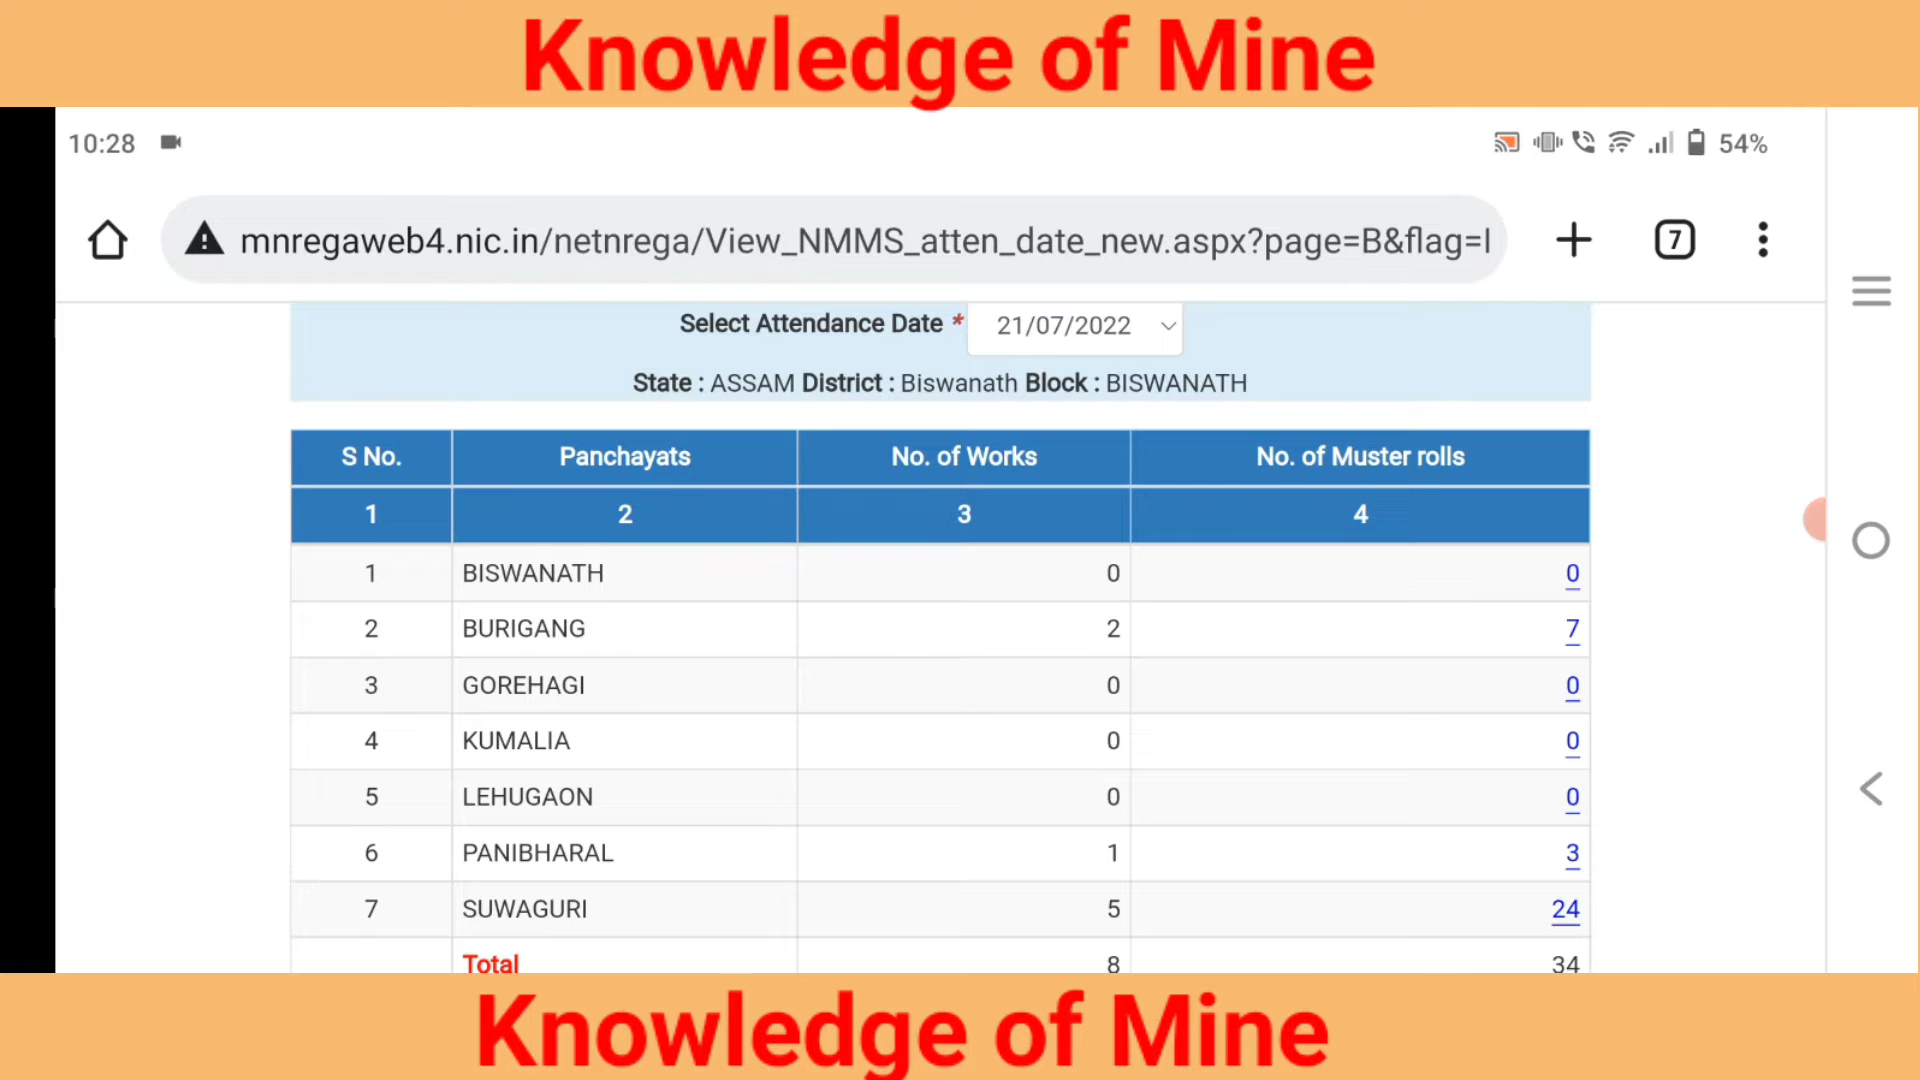 Knowledge of Mine
10:28 54%
mnregaweb4.nic.in/netnrega/View_NMMS_atten_date_new.aspx?page=B&flag=I 7
Select Attendance Date * 21/07/2022
State : ASSAM District : Biswanath Block : BISWANATH
S No. Panchayats No. of Works No. of Muster rolls
1 2 3 4
1 BISWANATH 0 0
2 BURIGANG 2 7
3 GOREHAGI 0 0
4 KUMALIA 0 0
5 LEHUGAON 0 0
6 PANIBHARAL 1 3
7 SUWAGURI 5 24
Total 8 34
Knowledge of Mine